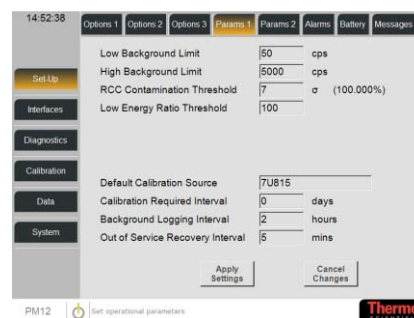 14:52:38
Options 1 Options 2 Options 3 Params 1 Params 2 Alarms Battery Messages
Low Background Limit 50 cps
High Background Limit 5000 cps
Set-Up
RCC Contamination Threshold 7 σ (100.000%)
Interfaces
Low Energy Ratio Threshold 100
Diagnostics
Calibration
Default Calibration Source 7U815
Data
Calibration Required Interval 0 days
Background Logging Interval 2 hours
System
Out of Service Recovery Interval 5 mins
Apply Settings
Cancel Changes
PM12 Set operational parameters
Thermo
SCIENTIFIC